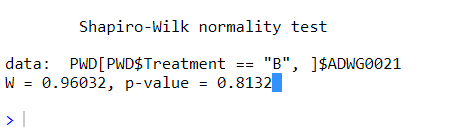 Shapiro-Wilk normality test
data:  PWD[PWD$Treatment == "B", ]$ADWG0021
W = 0.96032, p-value = 0.8132
>